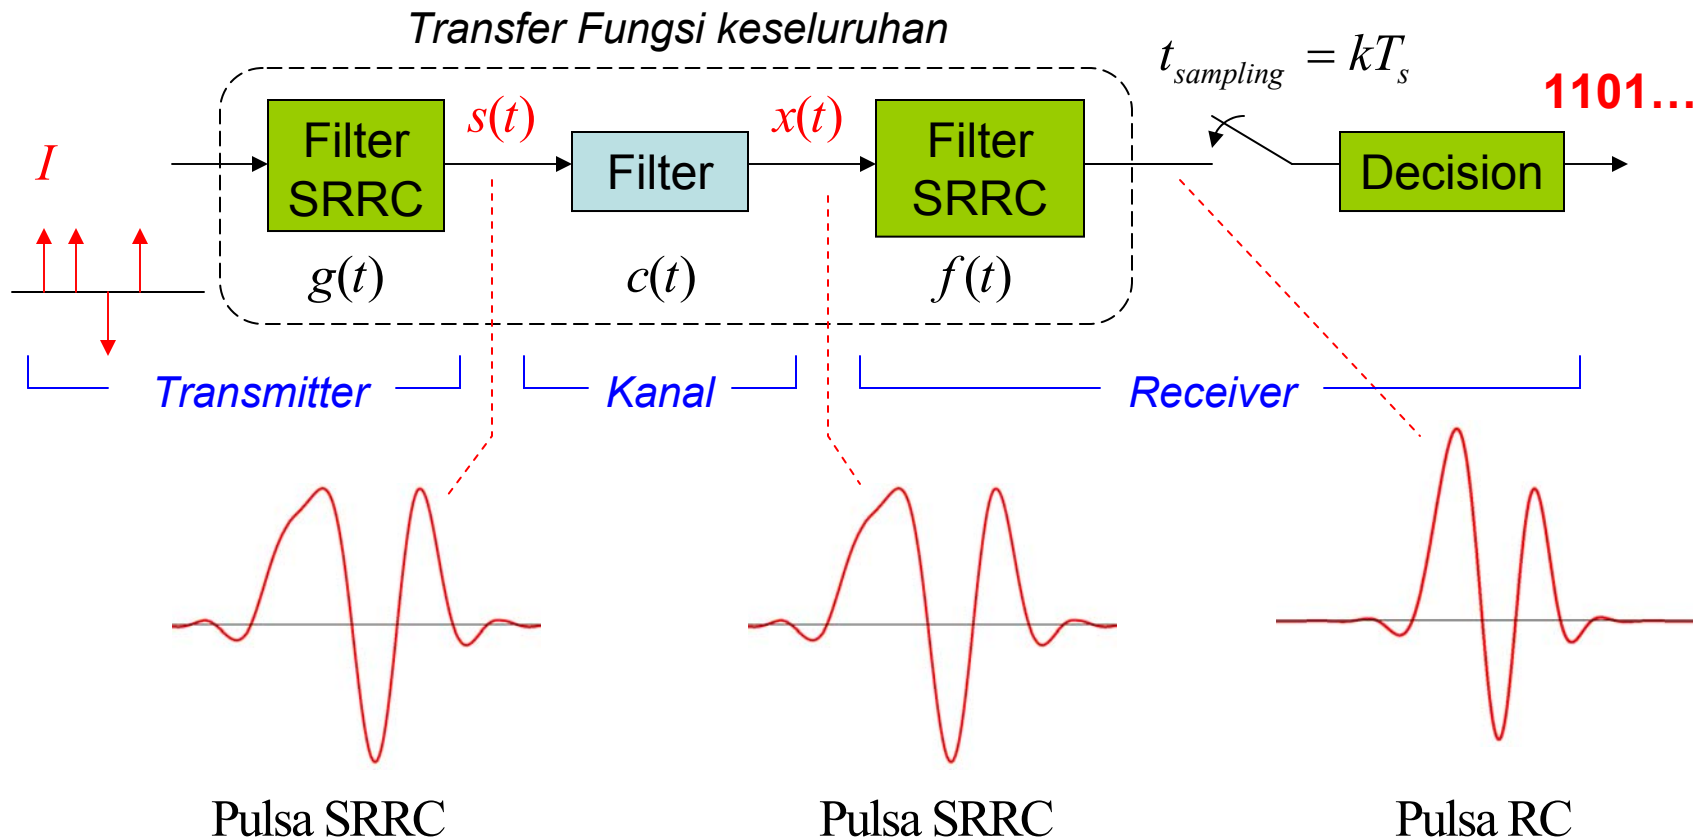 Transfer Fungsi keseluruhan
t_sampling = kT_s
1101...
I
Filter SRRC
s(t)
Filter
x(t)
Filter SRRC
Decision
g(t)
c(t)
f(t)
Transmitter
Kanal
Receiver
Pulsa SRRC
Pulsa SRRC
Pulsa RC